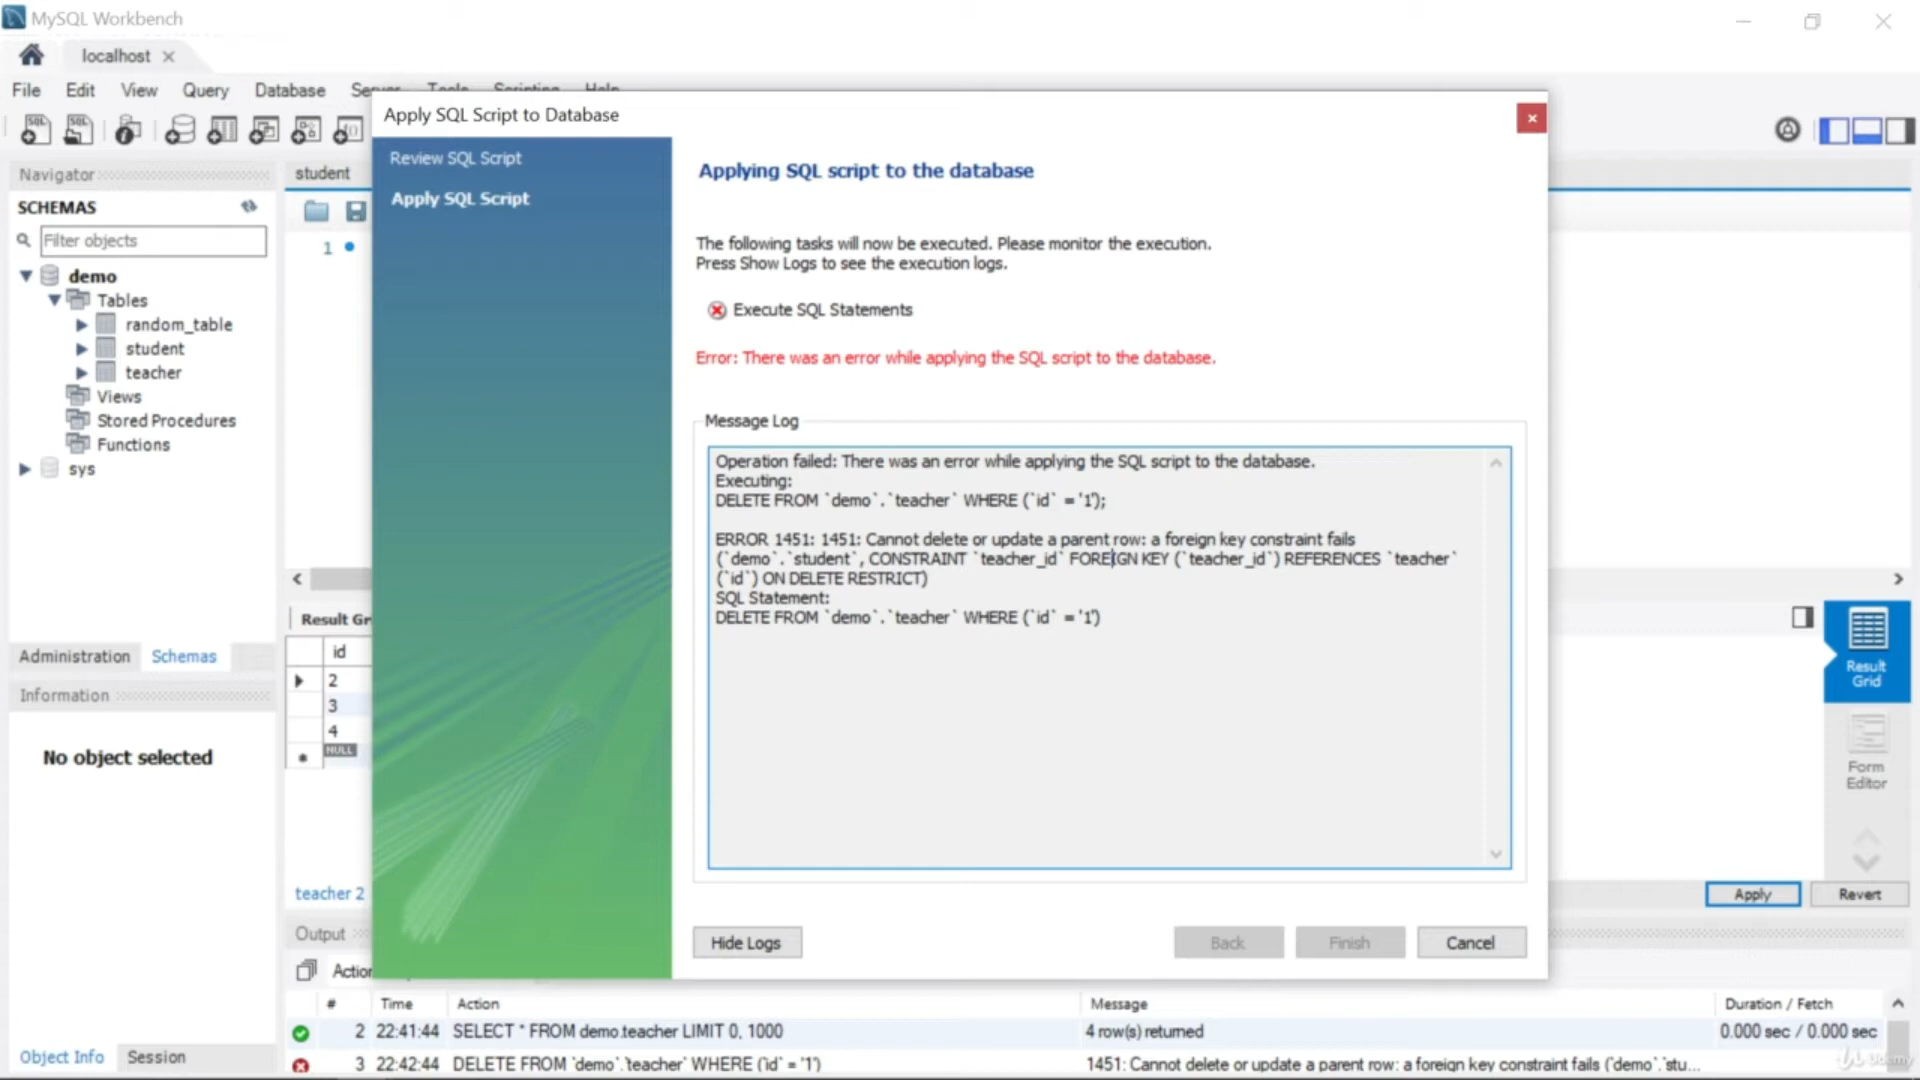 MySQL Workbench
localhost
File Edit View Query Database Server Tools Scripting Help
Apply SQL Script to Database
Navigator
SCHEMAS
Filter objects
demo
Tables
random_table
student
teacher
Views
Stored Procedures
Functions
sys
Administration Schemas
Information
No object selected
Object Info Session
student
1
Review SQL Script
Apply SQL Script
Applying SQL script to the database
The following tasks will now be executed. Please monitor the execution.
Press Show Logs to see the execution logs.
Execute SQL Statements
Error: There was an error while applying the SQL script to the database.
Message Log
Operation failed: There was an error while applying the SQL script to the database.
Executing:
DELETE FROM `demo`.`teacher` WHERE (`id` = '1');
ERROR 1451: 1451: Cannot delete or update a parent row: a foreign key constraint fails
(`demo`.`student`, CONSTRAINT `teacher_id` FOREIGN KEY (`teacher_id`) REFERENCES `teacher`
(`id`) ON DELETE RESTRICT)
SQL Statement:
DELETE FROM `demo`.`teacher` WHERE (`id` = '1')
Hide Logs Back Finish Cancel
Result Gr
id
2
3
4
NULL
Result
Grid
Form
Editor
teacher 2
Apply Revert
Output
Action
# Time Action Message Duration / Fetch
2 22:41:44 SELECT * FROM demo.teacher LIMIT 0, 1000 4 row(s) returned 0.000 sec / 0.000 sec
3 22:42:44 DELETE FROM `demo`.`teacher` WHERE (`id` = '1') 1451: Cannot delete or update a parent row: a foreign key constraint fails (`demo`.`stu...
Udemy